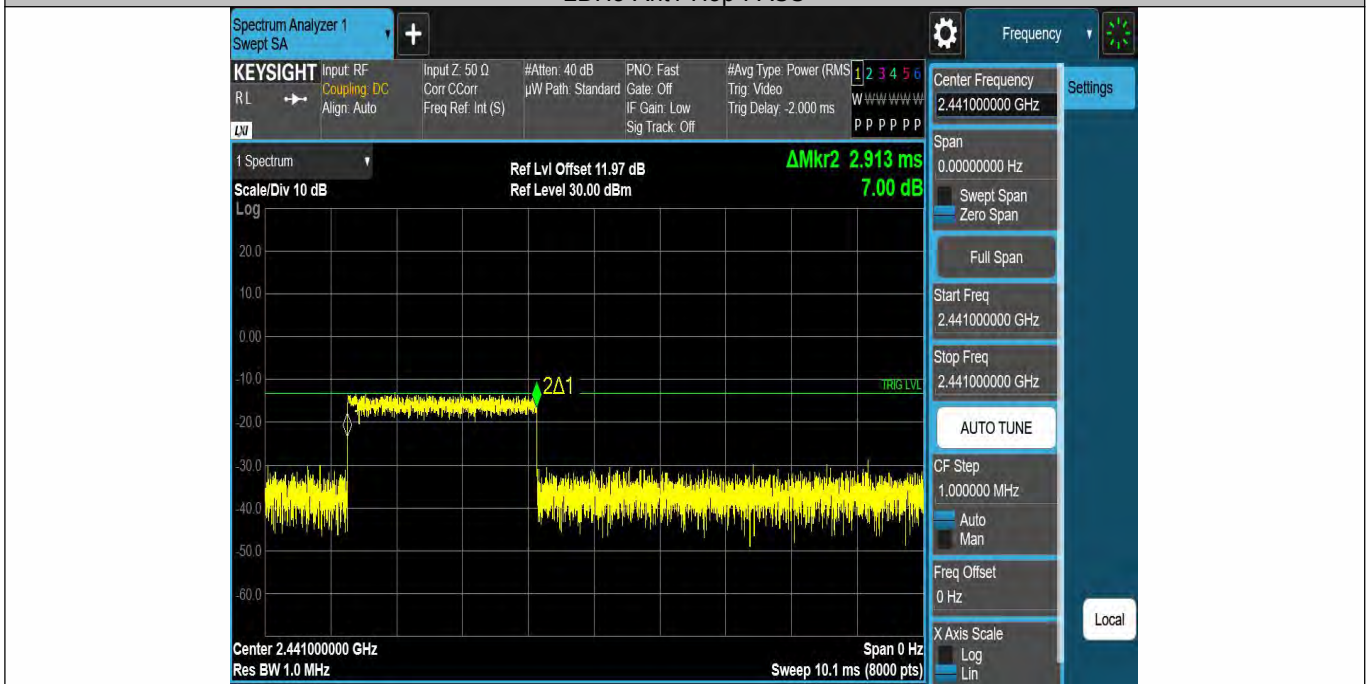 Spectrum Analyzer 1
Swept SA
+
Frequency
KEYSIGHT
RL
LXI
Input: RF
Coupling: DC
Align: Auto
Input Z: 50 Ω
Corr CCorr
Freq Ref: Int (S)
#Atten: 40 dB
µW Path: Standard
PNO: Fast
Gate: Off
IF Gain: Low
Sig Track: Off
#Avg Type: Power (RMS
Trig: Video
Trig Delay: -2.000 ms
1 2 3 4 5 6
W W W W W W
P P P P P P
Center Frequency
2.441000000 GHz
Settings
1 Spectrum
Scale/Div 10 dB
Log
Ref Lvl Offset 11.97 dB
Ref Level 30.00 dBm
ΔMkr2 2.913 ms
7.00 dB
Span
0.00000000 Hz
Swept Span
Zero Span
Full Span
Start Freq
2.441000000 GHz
Stop Freq
2.441000000 GHz
AUTO TUNE
CF Step
1.000000 MHz
Auto
Man
Freq Offset
0 Hz
X Axis Scale
Log
Lin
Local
20.0
10.0
0.00
-10.0
-20.0
-30.0
-40.0
-50.0
-60.0
2Δ1
TRIG LVL
Center 2.441000000 GHz
Res BW 1.0 MHz
Span 0 Hz
Sweep 10.1 ms (8000 pts)